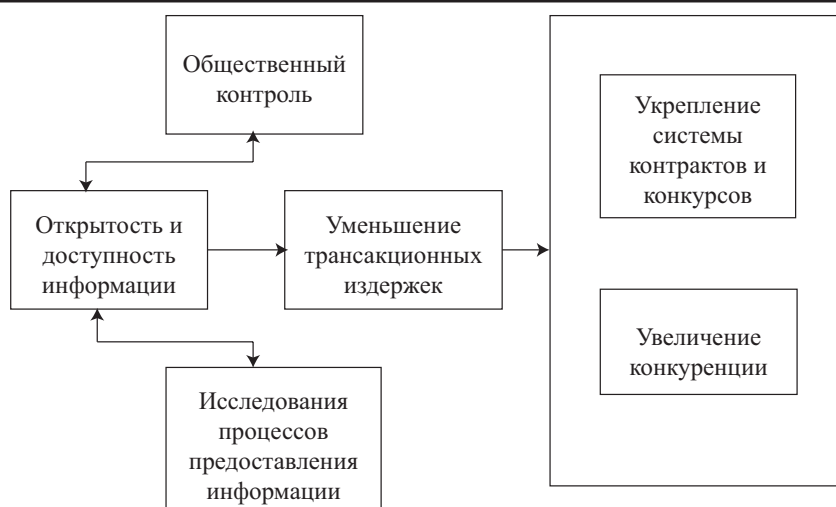 Общественный
контроль
Открытость и
доступность
информации
Уменьшение
трансакционных
издержек
Укрепление
системы
контрактов и
конкурсов
Увеличение
конкуренции
Исследования
процессов
предоставления
информации